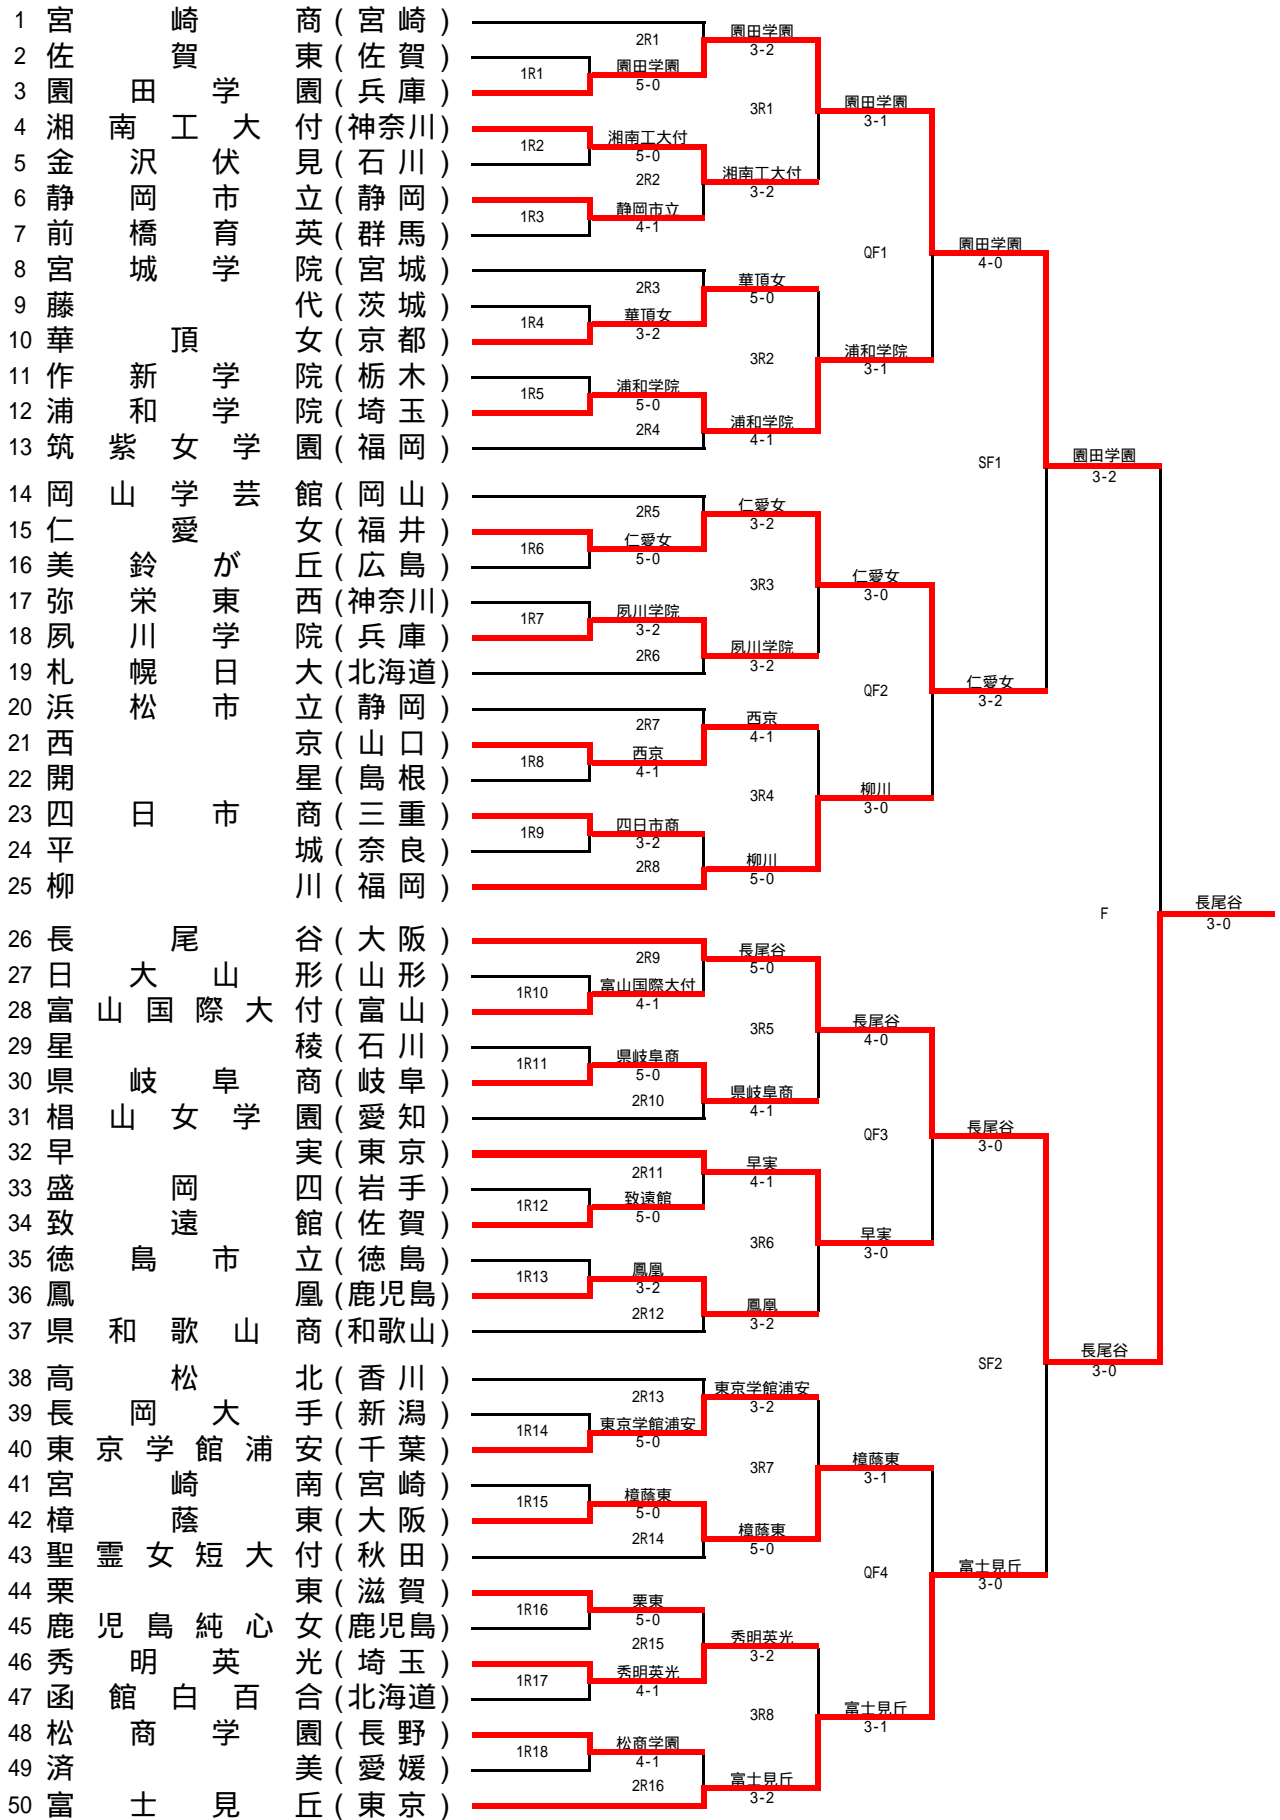 1 宮崎商(宮崎)
2 佐賀東(佐賀)
3 園田学園(兵庫)
4 湘南工大付(神奈川)
5 金沢伏見(石川)
6 静岡市立(静岡)
7 前橋育英(群馬)
8 宮城学院(宮城)
9 藤代(茨城)
10 華頂女(京都)
11 作新学院(栃木)
12 浦和学院(埼玉)
13 筑紫女学園(福岡)
14 岡山学芸館(岡山)
15 仁愛女(福井)
16 美鈴が丘(広島)
17 弥栄東西(神奈川)
18 夙川学院(兵庫)
19 札幌日大(北海道)
20 浜松市立(静岡)
21 西京(山口)
22 開星(島根)
23 四日市商(三重)
24 平城(奈良)
25 柳川(福岡)
26 長尾谷(大阪)
27 日大山形(山形)
28 富山国際大付(富山)
29 星稜(石川)
30 県岐阜商(岐阜)
31 椙山女学園(愛知)
32 早実(東京)
33 盛岡四(岩手)
34 致遠館(佐賀)
35 徳島市立(徳島)
36 鳳凰(鹿児島)
37 県和歌山商(和歌山)
38 高松北(香川)
39 長岡大手(新潟)
40 東京学館浦安(千葉)
41 宮崎南(宮崎)
42 樟蔭東(大阪)
43 聖霊女短大付(秋田)
44 栗東(滋賀)
45 鹿児島純心女(鹿児島)
46 秀明英光(埼玉)
47 函館白百合(北海道)
48 松商学園(長野)
49 済美(愛媛)
50 富士見丘(東京)
1R1
園田学園
5-0
1R2
湘南工大付
5-0
1R3
静岡市立
4-1
1R4
華頂女
3-2
1R5
浦和学院
5-0
1R6
仁愛女
5-0
1R7
夙川学院
3-2
1R8
西京
4-1
1R9
四日市商
3-2
1R10
富山国際大付
4-1
1R11
県岐阜商
5-0
1R12
致遠館
5-0
1R13
鳳凰
3-2
1R14
東京学館浦安
5-0
1R15
樟蔭東
5-0
1R16
栗東
5-0
1R17
秀明英光
4-1
1R18
松商学園
4-1
2R1
園田学園
3-2
2R2
湘南工大付
3-2
2R3
華頂女
5-0
2R4
浦和学院
4-1
2R5
仁愛女
3-2
2R6
夙川学院
3-2
2R7
西京
4-1
2R8
柳川
5-0
2R9
長尾谷
5-0
2R10
県岐阜商
4-1
2R11
早実
4-1
2R12
鳳凰
3-2
2R13
東京学館浦安
3-2
2R14
樟蔭東
5-0
2R15
秀明英光
3-2
2R16
富士見丘
3-2
3R1
園田学園
3-1
3R2
浦和学院
3-1
3R3
仁愛女
3-0
3R4
柳川
3-0
3R5
長尾谷
4-0
3R6
早実
3-0
3R7
樟蔭東
3-1
3R8
富士見丘
3-1
QF1
園田学園
4-0
QF2
仁愛女
3-2
QF3
長尾谷
3-0
QF4
富士見丘
3-0
SF1
園田学園
3-2
SF2
長尾谷
3-0
F
長尾谷
3-0